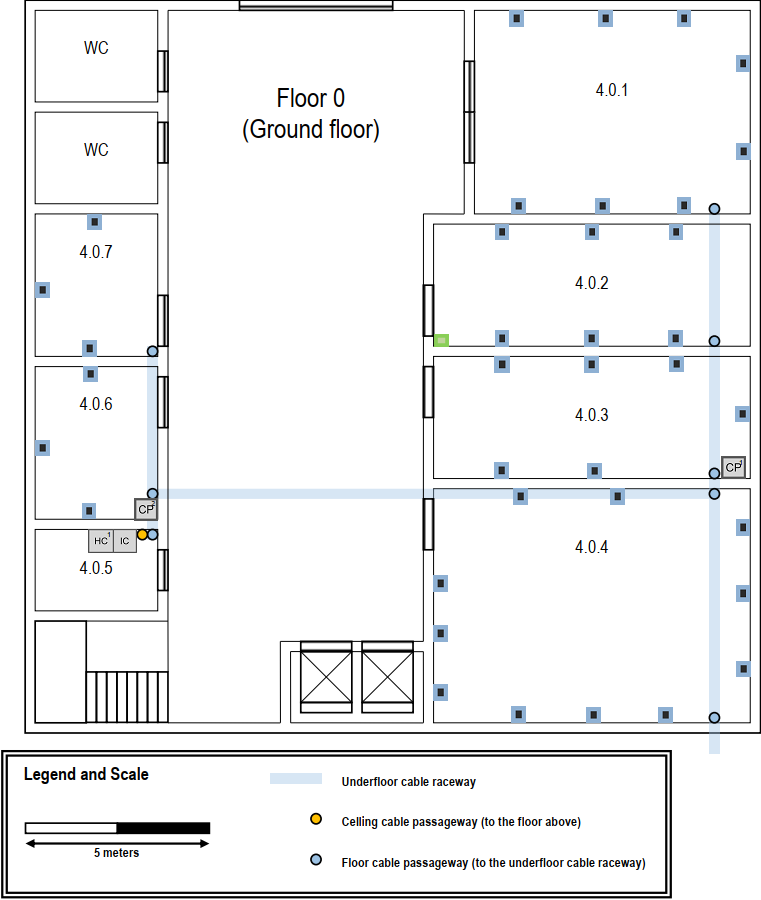 WC
Floor 0
(Ground floor)
4.0.1
WC
4.0.7
4.0.2
4.0.6
4.0.3
CP1
CP
HC1 IC
4.0.5
4.0.4
Legend and Scale
5 meters
Underfloor cable raceway
Celling cable passageway (to the floor above)
Floor cable passageway (to the underfloor cable raceway)